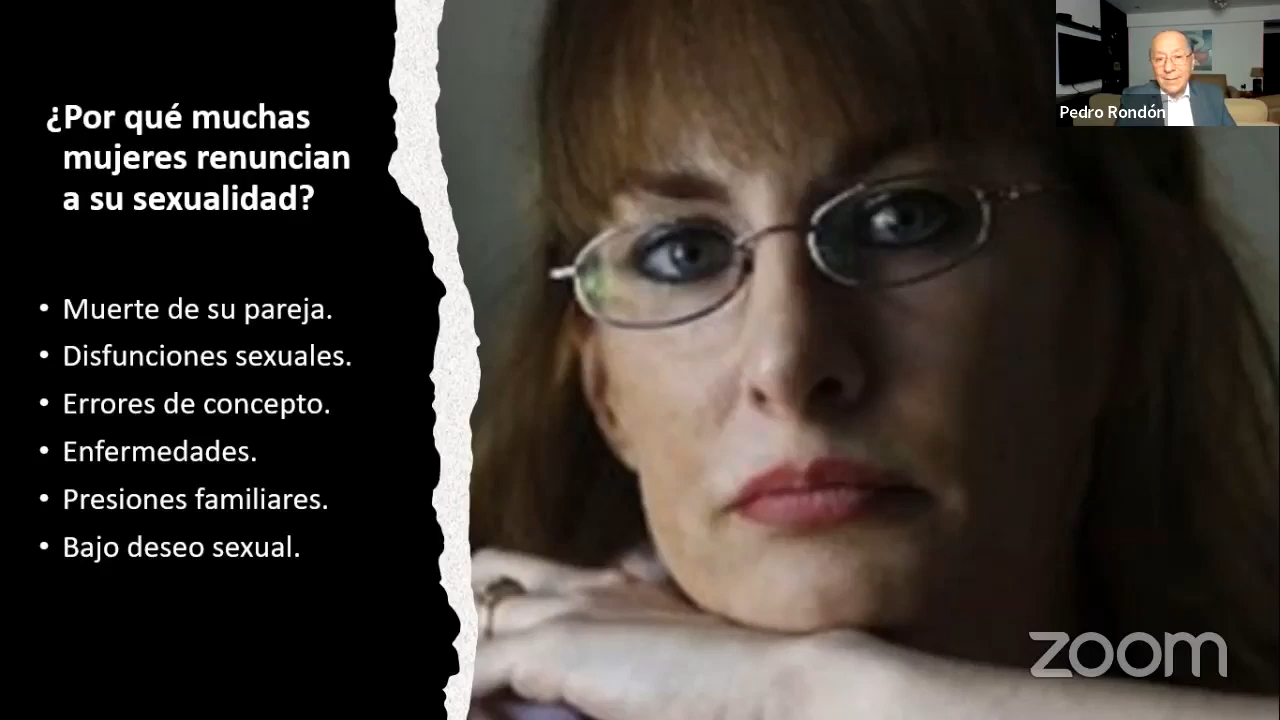 ¿Por qué muchas
mujeres renuncian
a su sexualidad?
• Muerte de su pareja.
• Disfunciones sexuales.
• Errores de concepto.
• Enfermedades.
• Presiones familiares.
• Bajo deseo sexual.
Pedro Rondón
zoom